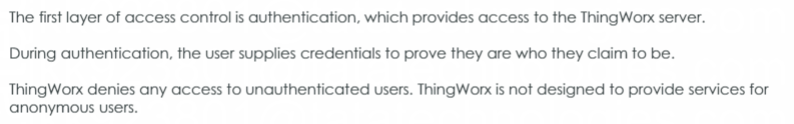 The first layer of access control is authentication, which provides access to the ThingWorx server.
During authentication, the user supplies credentials to prove they are who they claim to be.
ThingWorx denies any access to unauthenticated users. ThingWorx is not designed to provide services for
anonymous users.